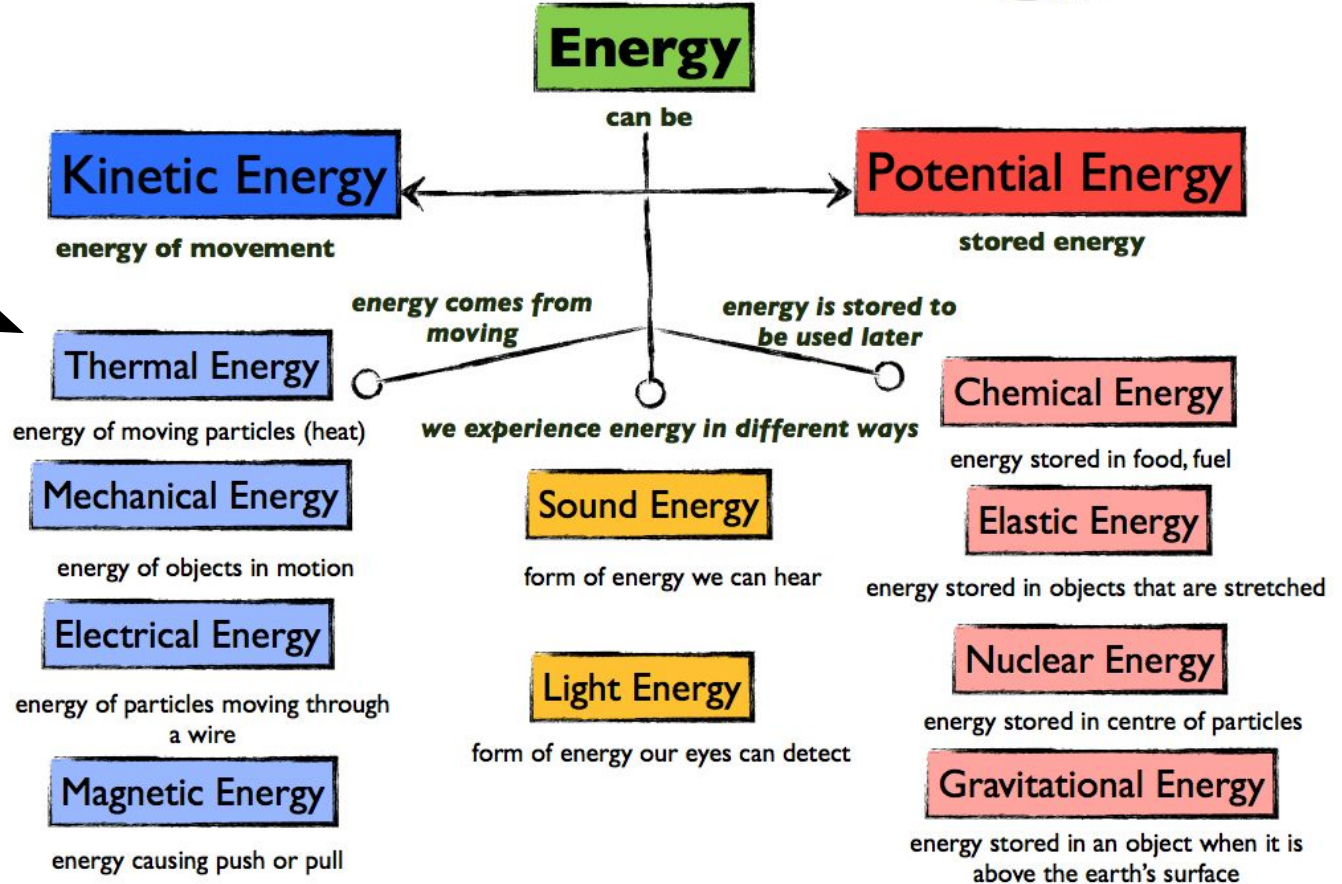 Energy
can be
Kinetic Energy
energy of movement
Potential Energy
stored energy
energy comes from
moving
energy is stored to
be used later
we experience energy in different ways
Thermal Energy
energy of moving particles (heat)
Mechanical Energy
energy of objects in motion
Electrical Energy
energy of particles moving through
a wire
Magnetic Energy
energy causing push or pull
Sound Energy
form of energy we can hear
Light Energy
form of energy our eyes can detect
Chemical Energy
energy stored in food, fuel
Elastic Energy
energy stored in objects that are stretched
Nuclear Energy
energy stored in centre of particles
Gravitational Energy
energy stored in an object when it is
above the earth's surface